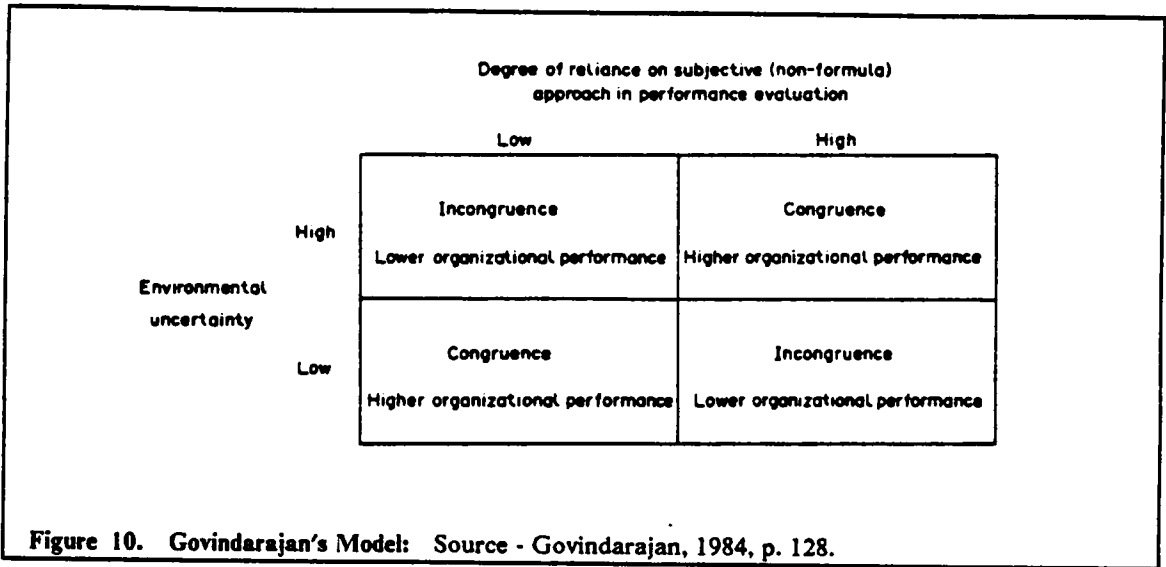 Degree of reliance on subjective (non-formula)
approach in performance evaluation
Low High
Incongruence Congruence
High
Lower organizational performance Higher organizational performance
Environmental
uncertainty
Congruence Incongruence
Low
Higher organizational performance Lower organizational performance
Figure 10. Govindarajan's Model: Source - Govindarajan, 1984, p. 128.